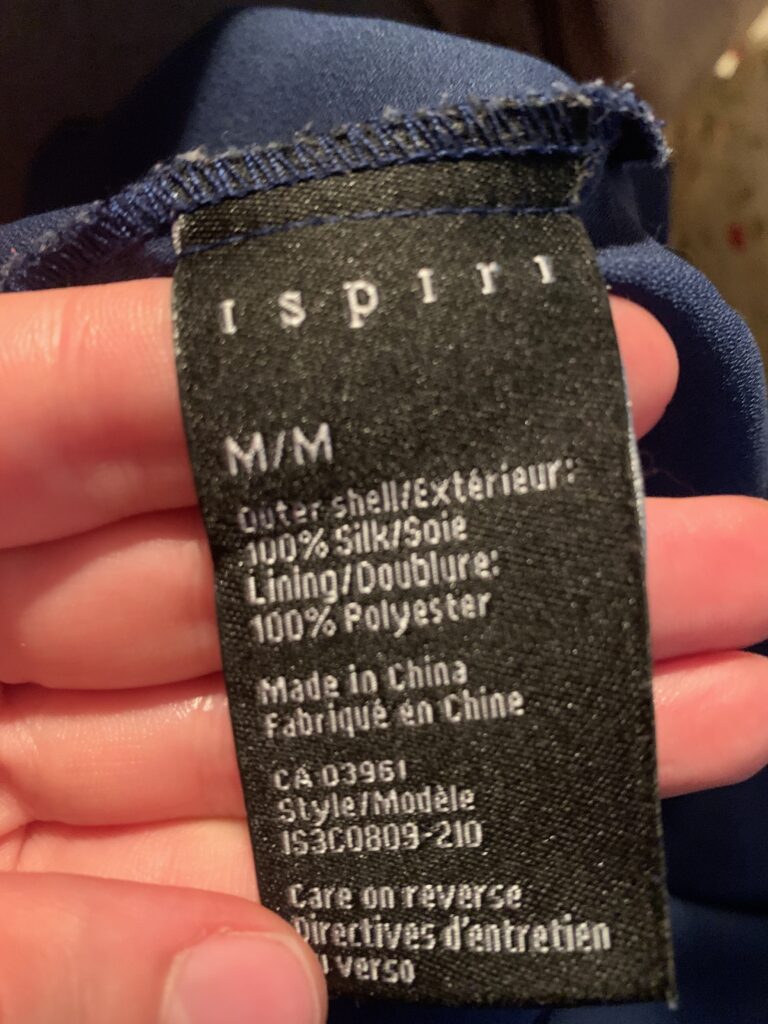 ıspırı
M/M
Outer shell/Extérieur:
100% Silk/Soie
Lining/Doublure:
100% Polyester
Made in China
Fabriqué en Chine
CA 03961
Style/Modèle
IS3C0809-210
Care on reverse
Directives d'entretien
verso